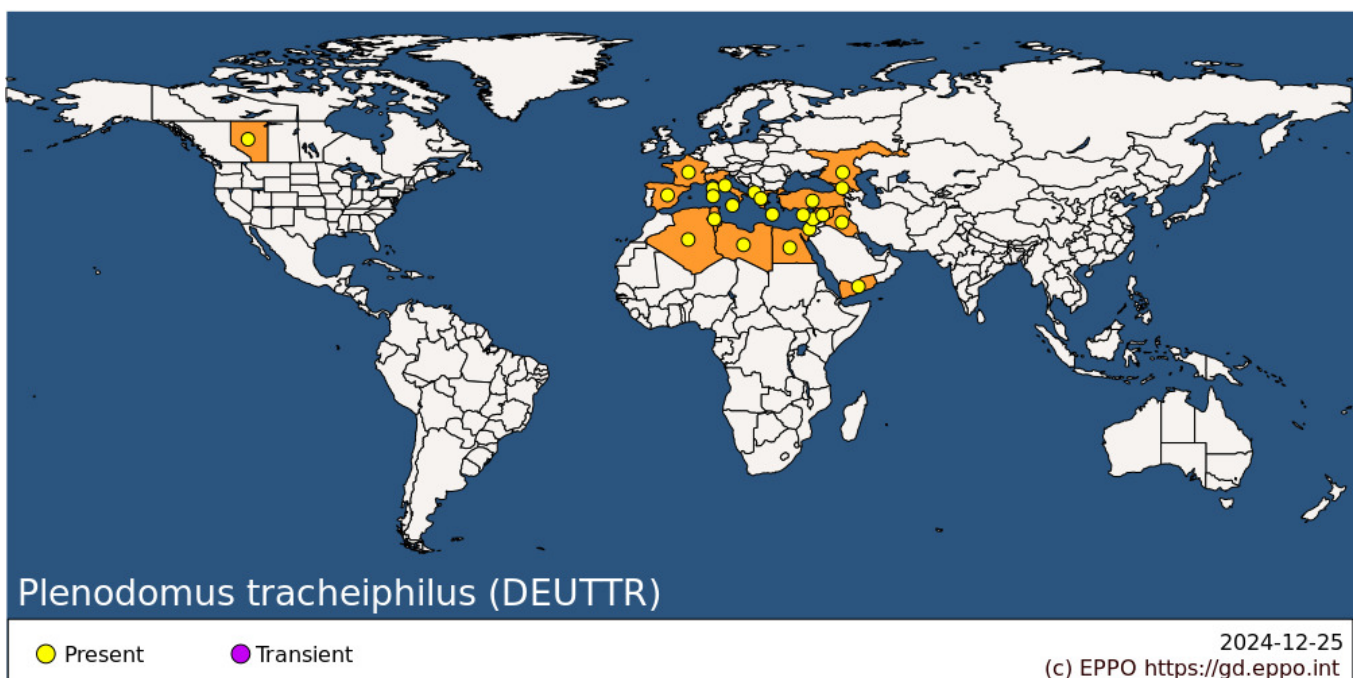 Plenodomus tracheiphilus (DEUTTR)
Present
Transient
2024-12-25
(c) EPPO https://gd.eppo.int